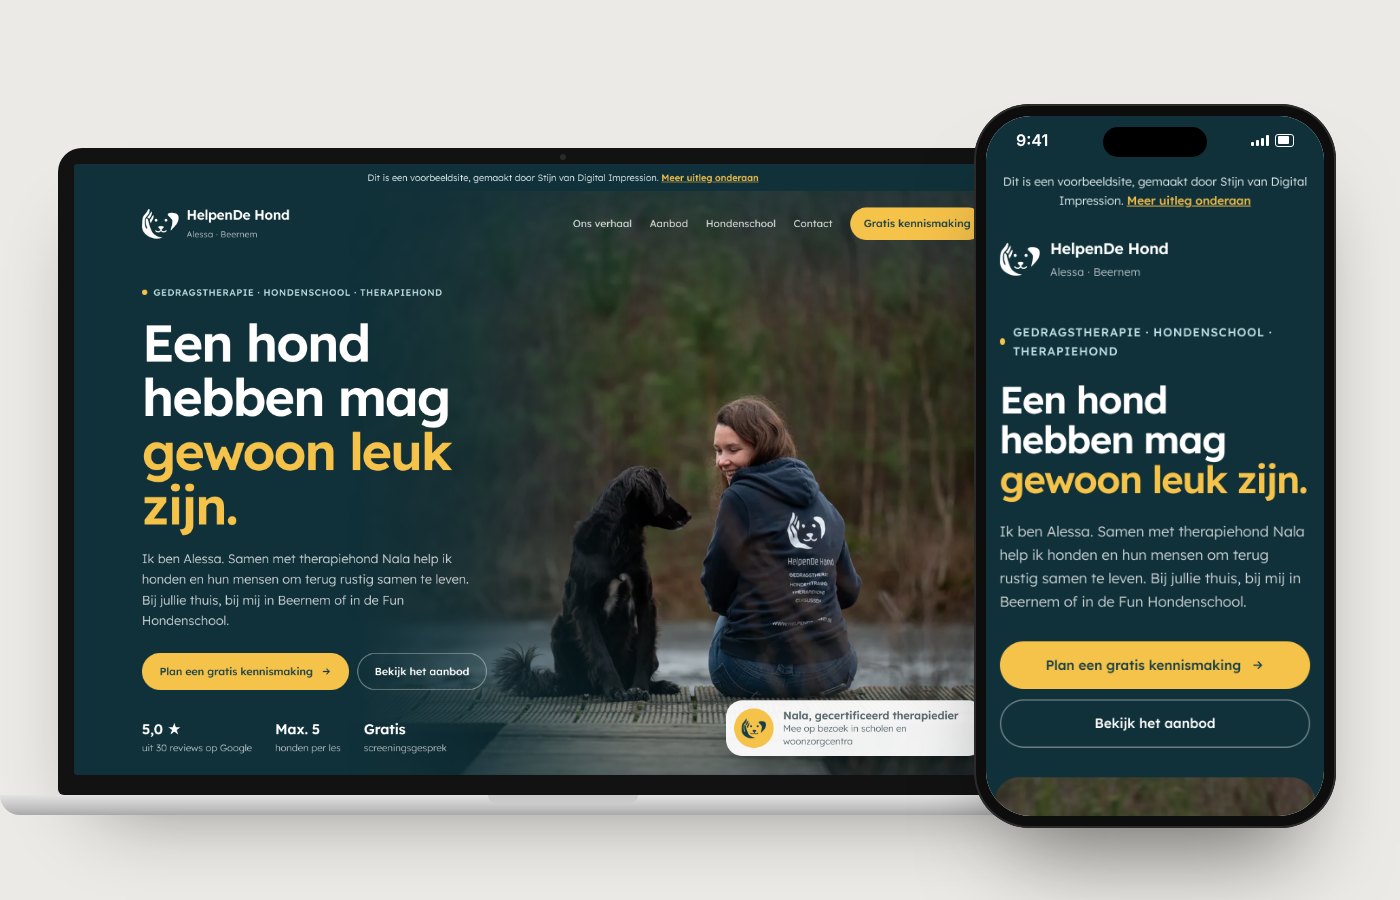 Dit is een voorbeeldsite, gemaakt door Stijn van Digital Impression. Meer uitleg onderaan
HelpenDe Hond
Alessa · Beernem
Ons verhaal
Aanbod
Hondenschool
Contact
Gratis kennismaking
GEDRAGSTHERAPIE · HONDENSCHOOL · THERAPIEHOND
Een hond
hebben mag
gewoon leuk
zijn.
Ik ben Alessa. Samen met therapiehond Nala help ik
honden en hun mensen om terug rustig samen te leven.
Bij jullie thuis, bij mij in Beernem of in de Fun
Hondenschool.
Plan een gratis kennismaking →
Bekijk het aanbod
5,0 ★
uit 30 reviews op Google
Max. 5
honden per les
Gratis
screeningsgesprek
HelpenDe Hond
Nala, gecertificeerd therapiedier
Mee op bezoek in scholen en
woonzorgcentra
9:41
Dit is een voorbeeldsite, gemaakt door Stijn van Digital
Impression. Meer uitleg onderaan
HelpenDe Hond
Alessa · Beernem
GEDRAGSTHERAPIE · HONDENSCHOOL ·
THERAPIEHOND
Een hond
hebben mag
gewoon leuk zijn.
Ik ben Alessa. Samen met therapiehond Nala
help ik honden en hun mensen om terug
rustig samen te leven. Bij jullie thuis, bij mij in
Beernem of in de Fun Hondenschool.
Plan een gratis kennismaking →
Bekijk het aanbod